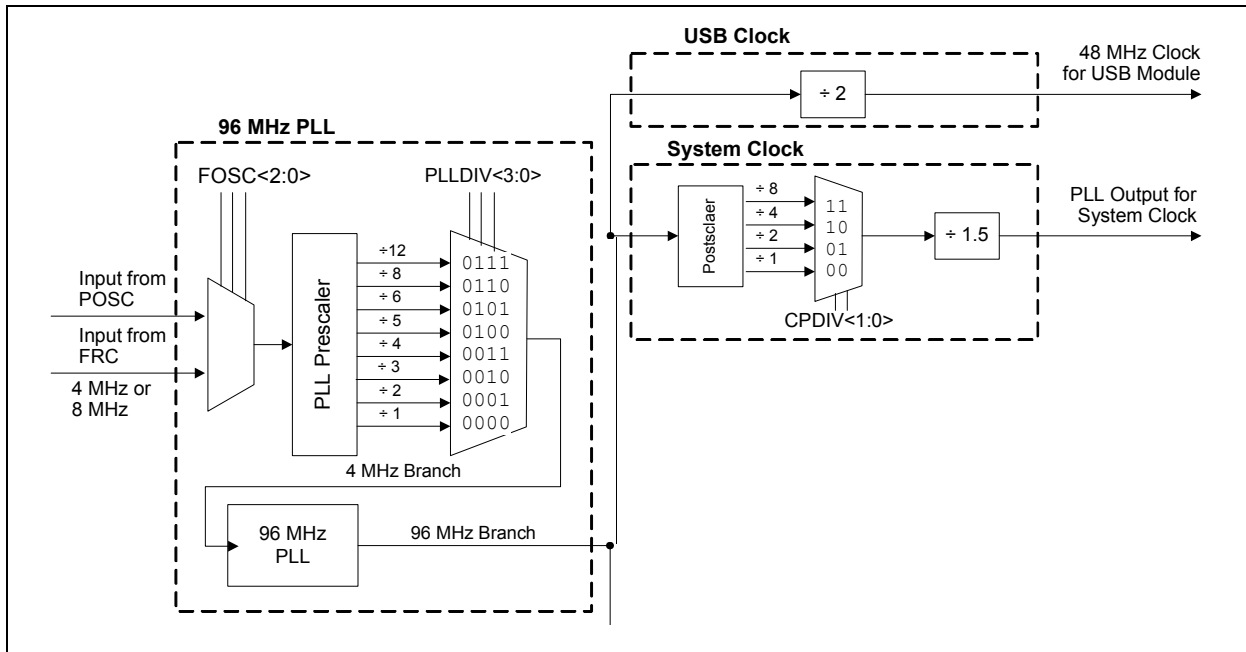 USB Clock
÷ 2
48 MHz Clock
for USB Module
96 MHz PLL
FOSC<2:0>
PLLDIV<3:0>
Input from
POSC
Input from
FRC
4 MHz or
8 MHz
PLL Prescaler
÷12
÷ 8
÷ 6
÷ 5
÷ 4
÷ 3
÷ 2
÷ 1
0111
0110
0101
0100
0011
0010
0001
0000
4 MHz Branch
96 MHz
PLL
96 MHz Branch
System Clock
Postsclaer
÷ 8
÷ 4
÷ 2
÷ 1
11
10
01
00
CPDIV<1:0>
÷ 1.5
PLL Output for
System Clock